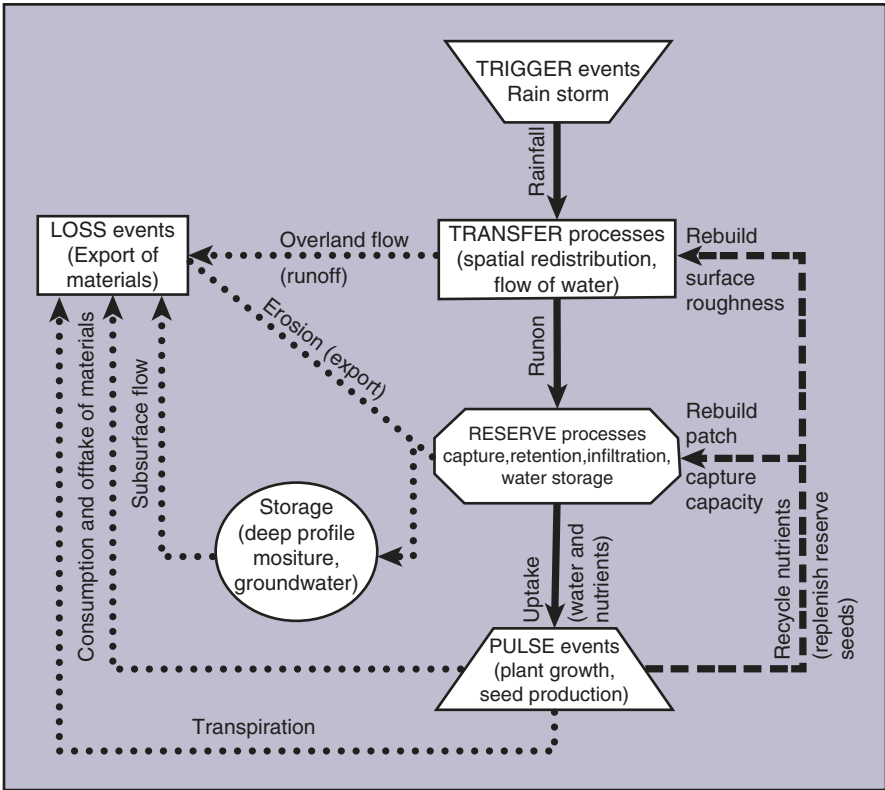 TRIGGER events
Rain storm
Rainfall
LOSS events
(Export of
materials)
Overland flow
(runoff)
TRANSFER processes
(spatial redistribution,
flow of water)
Rebuild
surface
roughness
Erosion (export)
Runon
Consumption and offtake of materials
Subsurface flow
RESERVE processes
capture,retention,infiltration,
water storage
Rebuild
patch
capture
capacity
Storage
(deep profile
mositure,
groundwater)
Uptake
(water and
nutrients)
Recycle nutrients
(replenish reserve
seeds)
PULSE events
(plant growth,
seed production)
Transpiration